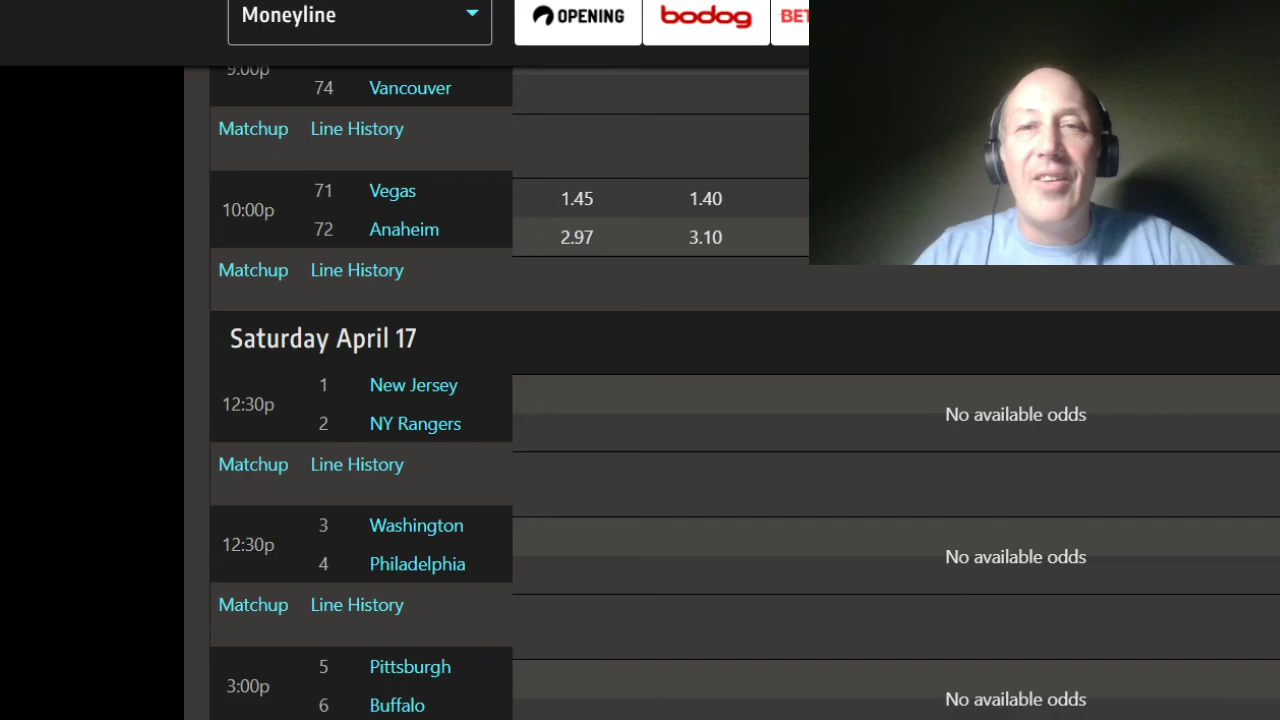 Moneyline OPENING bodog BET
9:00p
74 Vancouver
Matchup Line History
71 Vegas 1.45 1.40
10:00p
72 Anaheim 2.97 3.10
Matchup Line History
Saturday April 17
1 New Jersey
12:30p No available odds
2 NY Rangers
Matchup Line History
3 Washington
12:30p No available odds
4 Philadelphia
Matchup Line History
5 Pittsburgh
3:00p No available odds
6 Buffalo